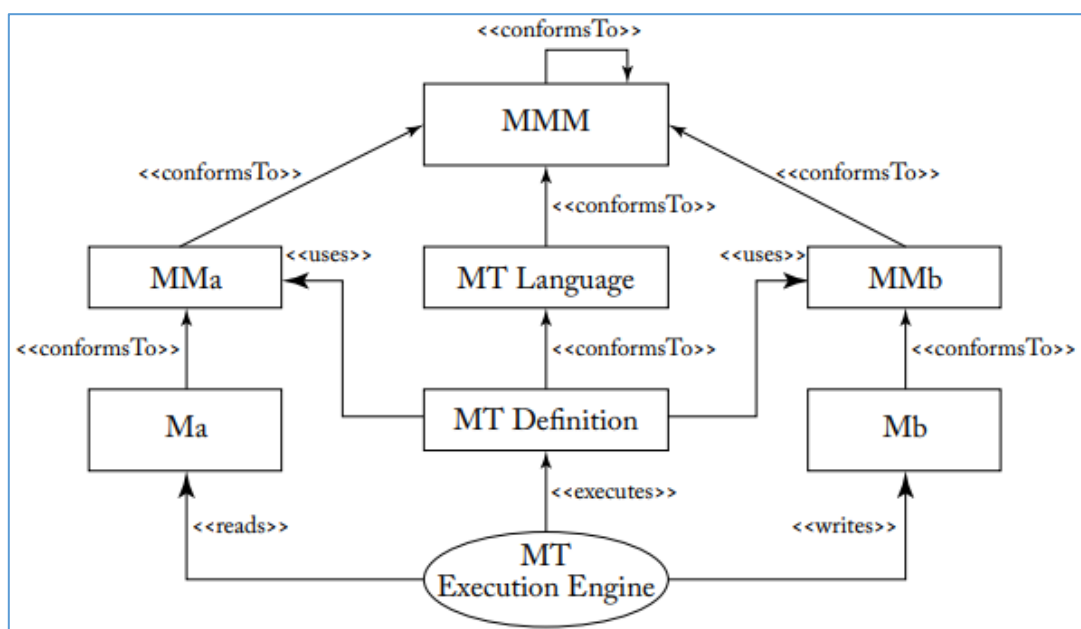 <<conformsTo>>
MMM
<<conformsTo>>
<<conformsTo>>
<<conformsTo>>
MMa
<<uses>>
MT Language
<<uses>>
MMb
<<conformsTo>>
<<conformsTo>>
<<conformsTo>>
Ma
MT Definition
Mb
<<reads>>
<<executes>>
<<writes>>
MT
Execution Engine